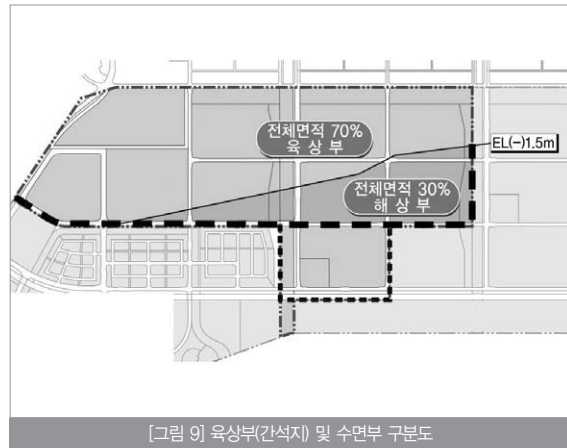 전체면적 70%
육 상 부
EL(-)1.5m
전체면적 30%
해 상 부
[그림 9] 육상부(간석지) 및 수면부 구분도